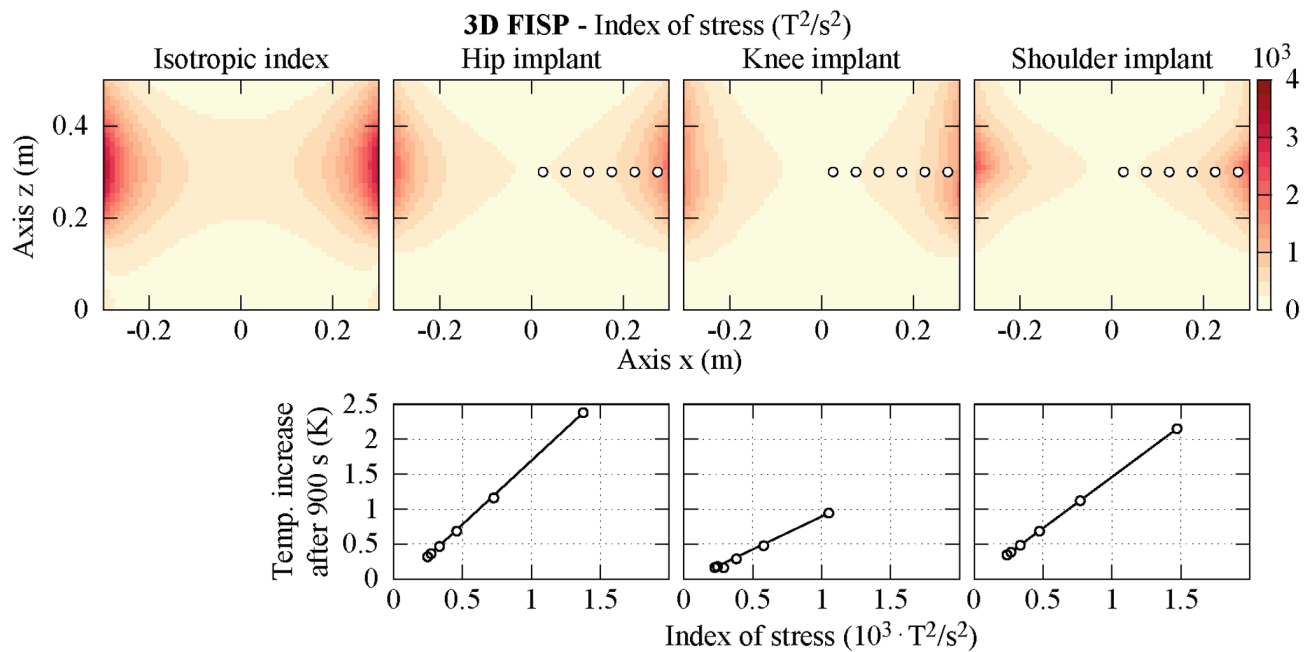 3D FISP - Index of stress (T²/s²)
Isotropic index Hip implant Knee implant Shoulder implant 10³
Axis z (m)
0.4
0.2
0
4
3
2
1
0
-0.2 0 0.2 -0.2 0 0.2 -0.2 0 0.2 -0.2 0 0.2
Axis x (m)
Temp. increase
after 900 s (K)
2.5
2
1.5
1
0.5
0
0 0.5 1 1.5 0 0.5 1 1.5 0 0.5 1 1.5
Index of stress (10³ · T²/s²)